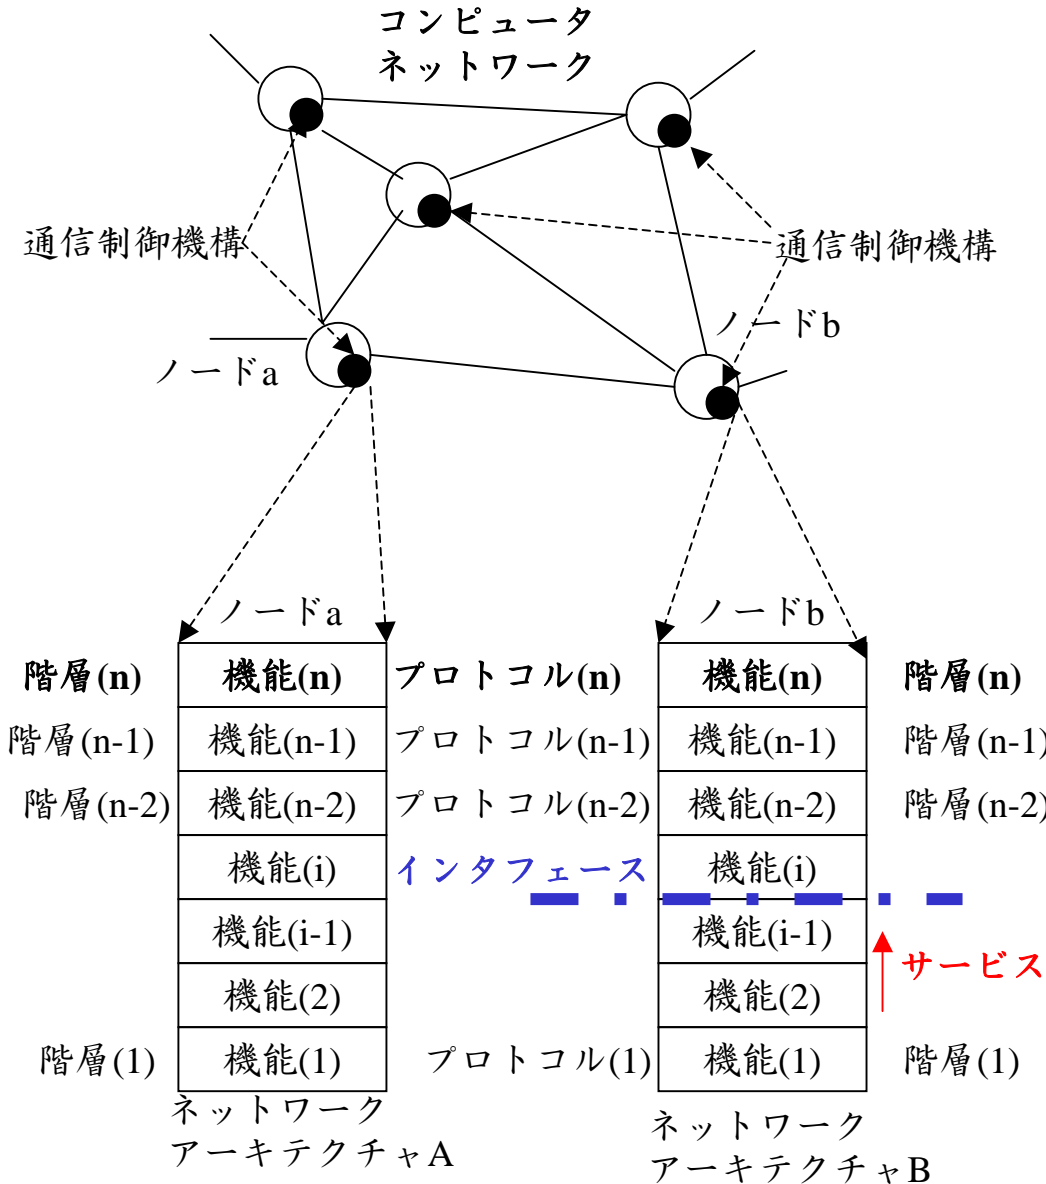 コンピュータ
ネットワーク
通信制御機構
通信制御機構
ノードb
ノードa
ノードa
ノードb
階層(n)
機能(n)
プロトコル(n)
機能(n)
階層(n)
階層(n-1)
機能(n-1)
プロトコル(n-1)
機能(n-1)
階層(n-1)
階層(n-2)
機能(n-2)
プロトコル(n-2)
機能(n-2)
階層(n-2)
機能(i)
インタフェース
機能(i)
機能(i-1)
機能(i-1)
サービス
機能(2)
機能(2)
階層(1)
機能(1)
プロトコル(1)
機能(1)
階層(1)
ネットワーク
アーキテクチャA
ネットワーク
アーキテクチャB